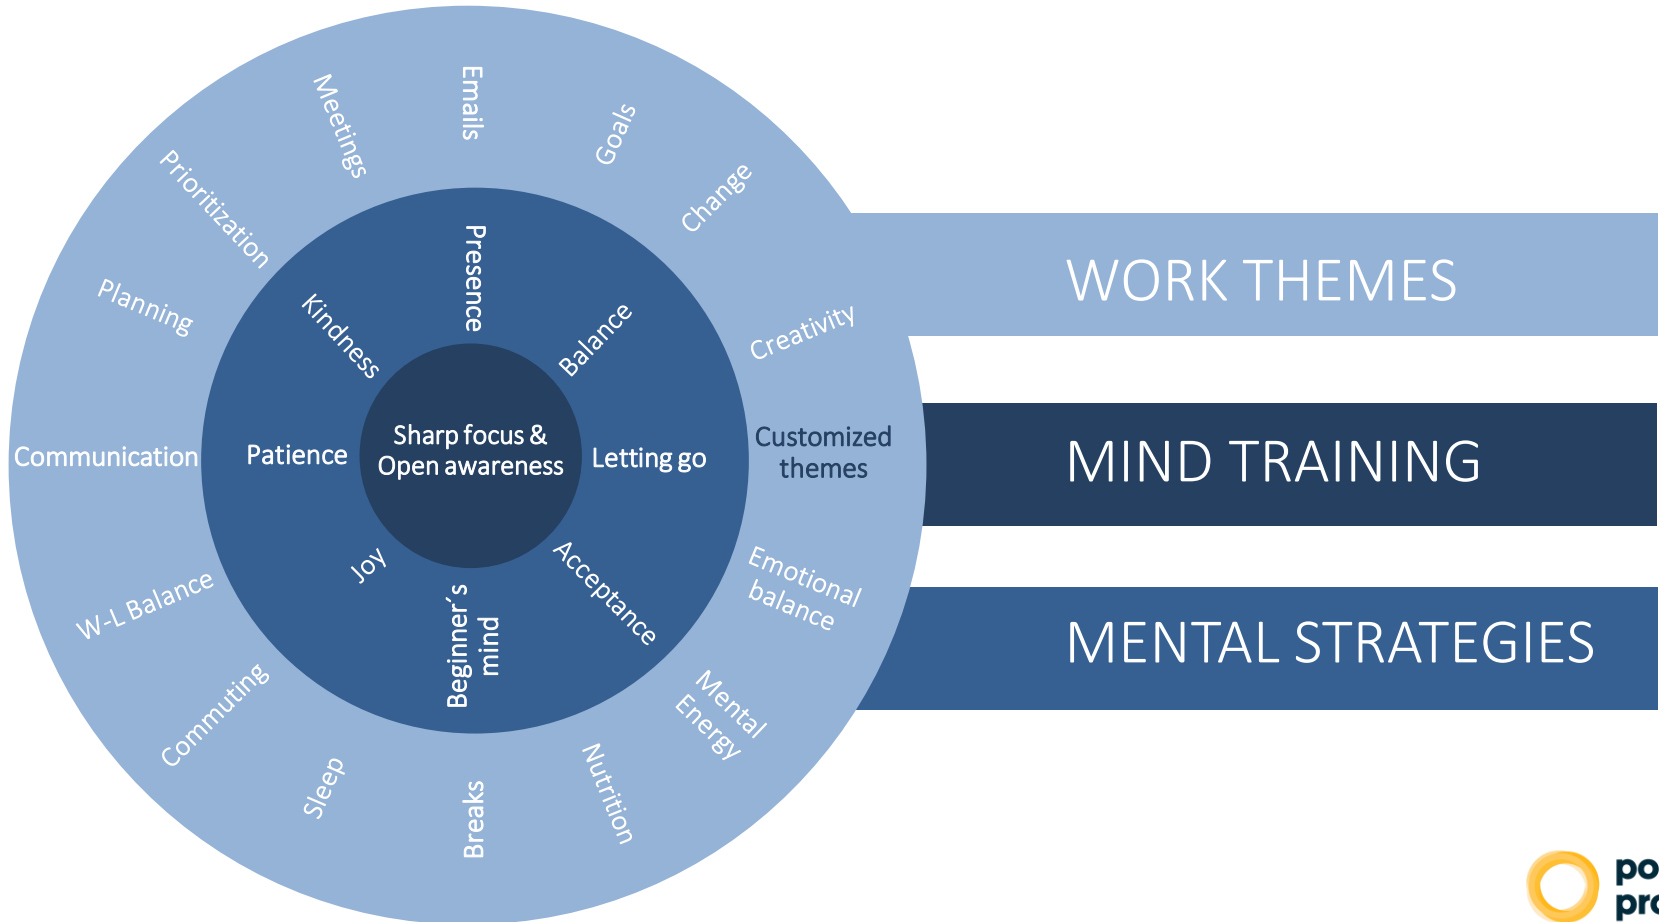 Emails
Goals
Change
Creativity
Customized
themes
Emotional
balance
Mental
Energy
Nutrition
Breaks
Sleep
Commuting
W-L Balance
Communication
Planning
Prioritization
Meetings
Presence
Balance
Letting go
Acceptance
Beginner´s
mind
Joy
Patience
Kindness
Sharp focus &
Open awareness
WORK THEMES
MIND TRAINING
MENTAL STRATEGIES